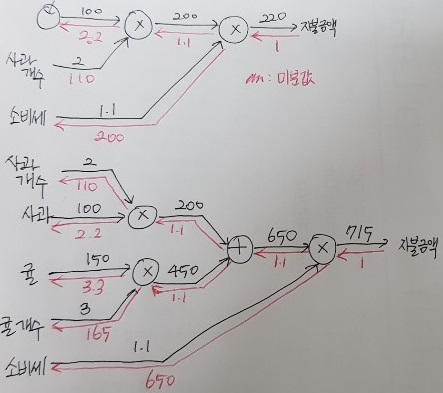 100 200 220 지불금액
2.2 1.1 1
× ×
사과 2
개수 110
m : 미분값
소비세 1.1
200
사과 2
개수 110
사과 100 × 200
2.2 1.1
+ 650 × 715 지불금액
1.1 1
귤 150 × 450
3.3 1.1
귤 개수 3
165
소비세 1.1
650